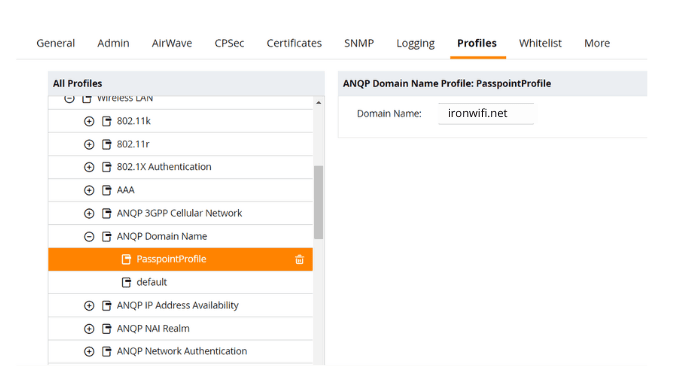 General Admin AirWave CPSec Certificates SNMP Logging Profiles Whitelist More
All Profiles
Wireless LAN
802.11k
802.11r
802.1X Authentication
AAA
ANQP 3GPP Cellular Network
ANQP Domain Name
PasspointProfile
default
ANQP IP Address Availability
ANQP NAI Realm
ANQP Network Authentication
ANQP Domain Name Profile: PasspointProfile
Domain Name: ironwifi.net